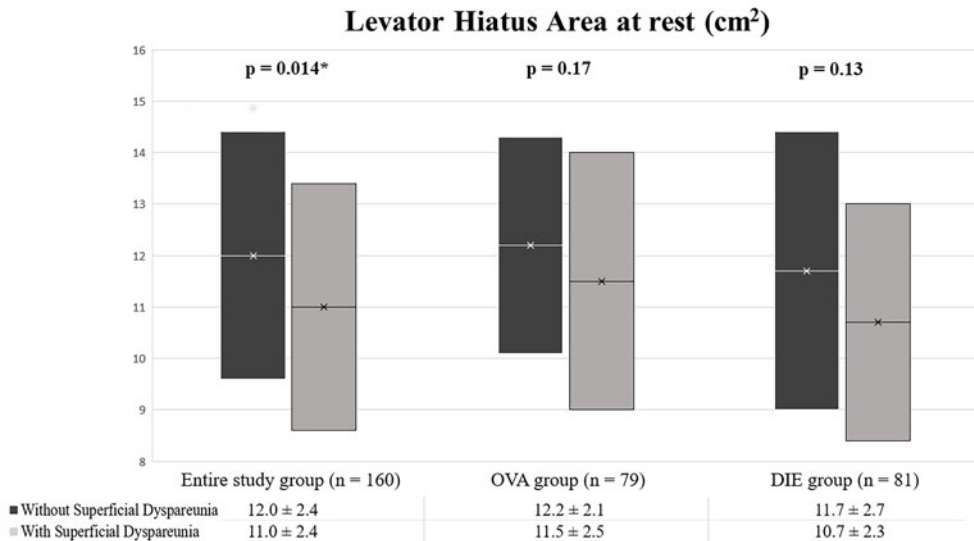 Levator Hiatus Area at rest (cm²)
16
p = 0.014* p = 0.17 p = 0.13
15
14
13
12
11
10
9
8
Entire study group (n = 160) OVA group (n = 79) DIE group (n = 81)
Without Superficial Dyspareunia 12.0 ± 2.4 12.2 ± 2.1 11.7 ± 2.7
With Superficial Dyspareunia 11.0 ± 2.4 11.5 ± 2.5 10.7 ± 2.3